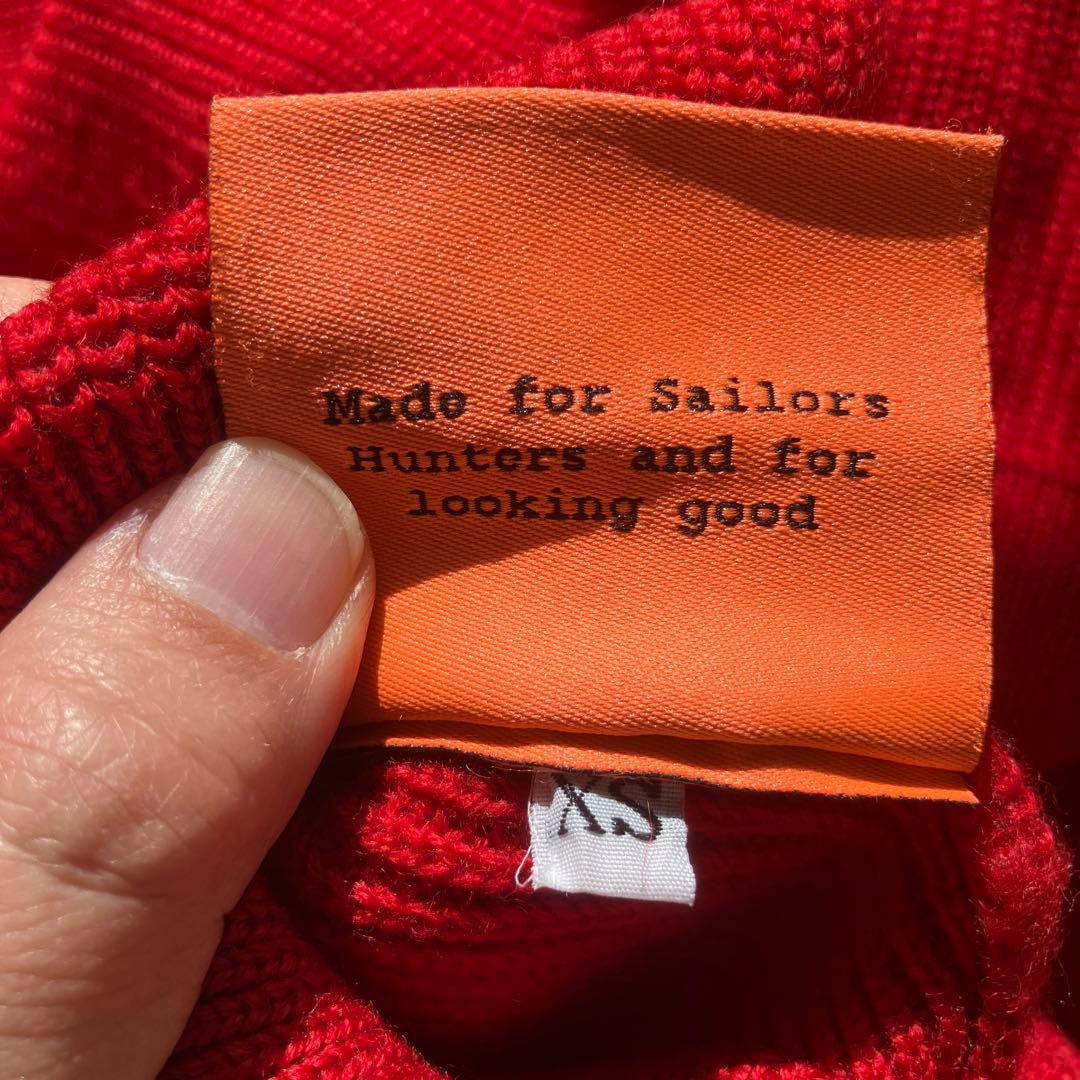 Made for Sailors
Hunters and for
looking good
XS